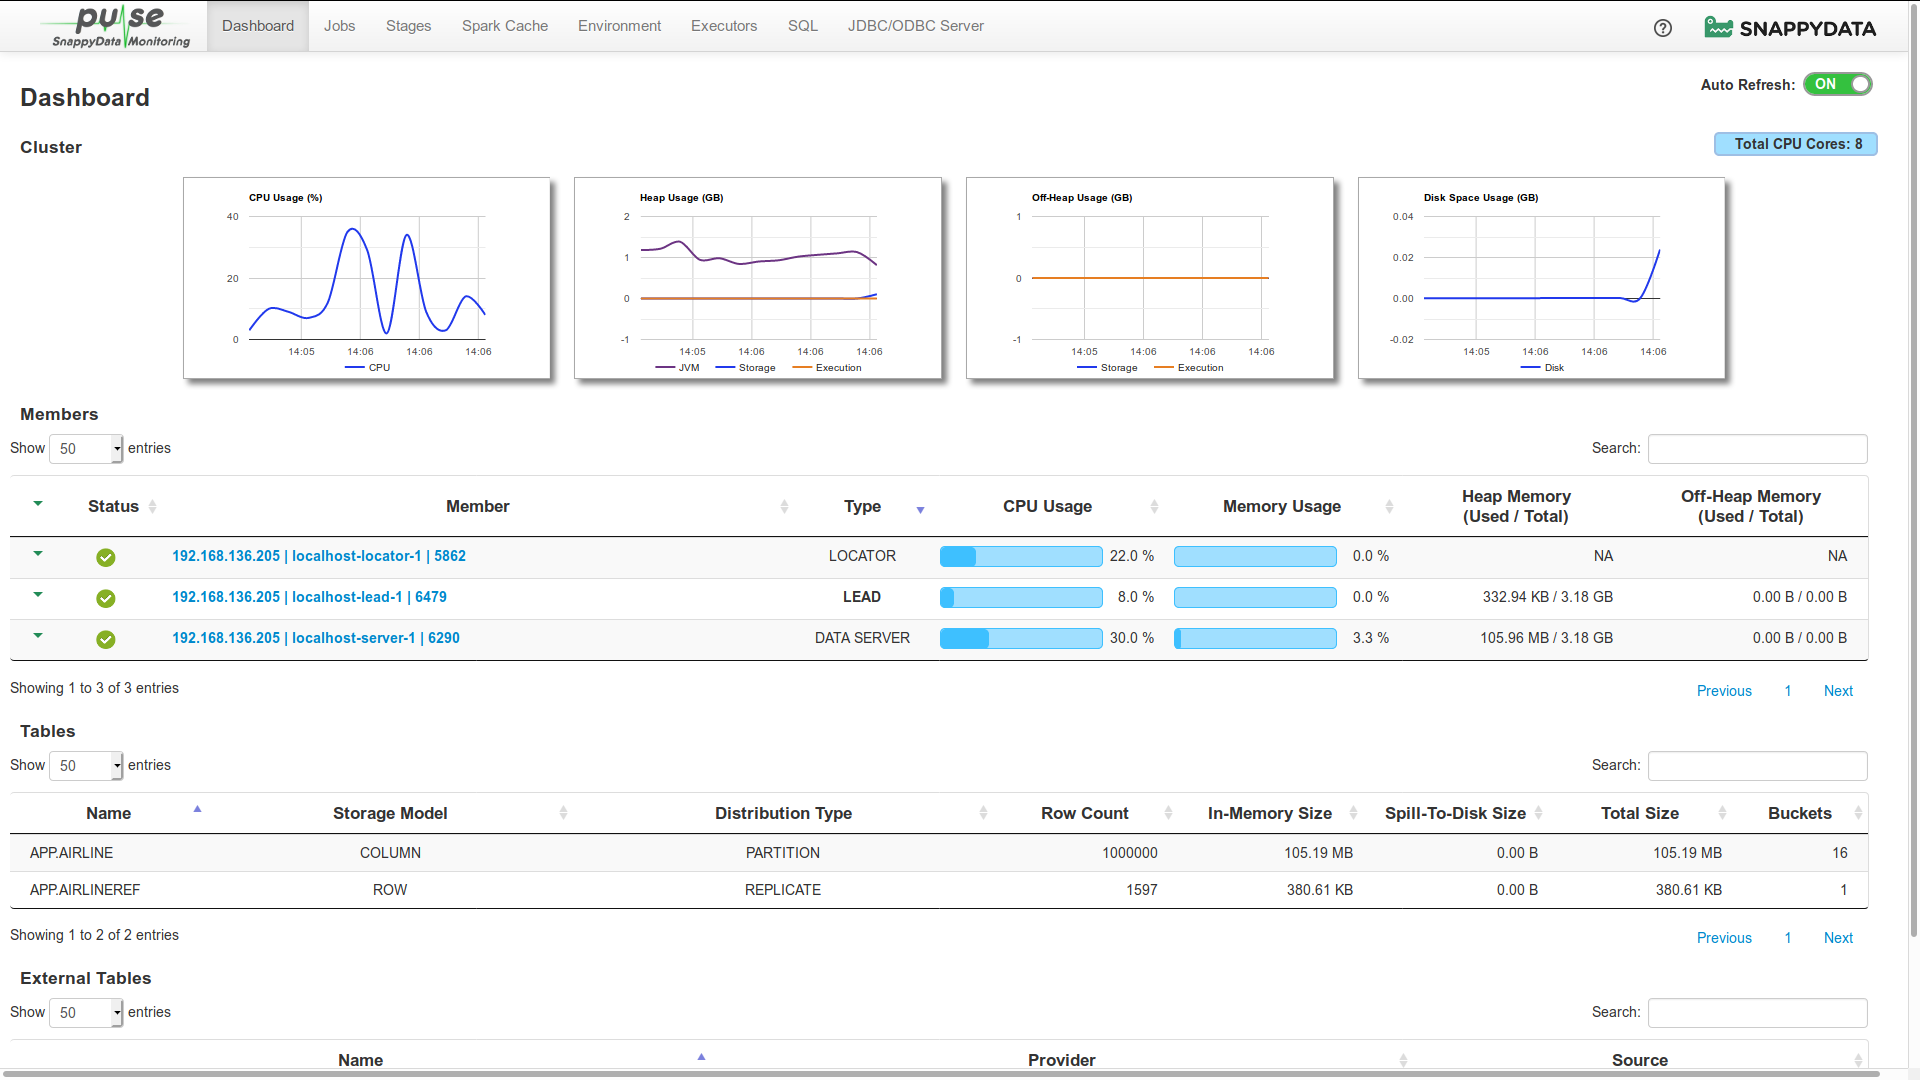 pulse
SnappyData Monitoring
Dashboard Jobs Stages Spark Cache Environment Executors SQL JDBC/ODBC Server
?
SNAPPYDATA
Dashboard
Auto Refresh: ON
Cluster
Total CPU Cores: 8
CPU Usage (%)
40
20
0
14:05 14:06 14:06 14:06
CPU
Heap Usage (GB)
2
1
0
-1
14:05 14:06 14:06 14:06
JVM Storage Execution
Off-Heap Usage (GB)
1
0
-1
14:05 14:06 14:06 14:06
Storage Execution
Disk Space Usage (GB)
0.04
0.02
0.00
-0.02
14:05 14:06 14:06 14:06
Disk
Members
Show 50 entries
Search:
Status Member Type CPU Usage Memory Usage Heap Memory (Used / Total) Off-Heap Memory (Used / Total)
192.168.136.205 | localhost-locator-1 | 5862 LOCATOR 22.0 % 0.0 % NA NA
192.168.136.205 | localhost-lead-1 | 6479 LEAD 8.0 % 0.0 % 332.94 KB / 3.18 GB 0.00 B / 0.00 B
192.168.136.205 | localhost-server-1 | 6290 DATA SERVER 30.0 % 3.3 % 105.96 MB / 3.18 GB 0.00 B / 0.00 B
Showing 1 to 3 of 3 entries
Previous 1 Next
Tables
Show 50 entries
Search:
Name Storage Model Distribution Type Row Count In-Memory Size Spill-To-Disk Size Total Size Buckets
APP.AIRLINE COLUMN PARTITION 1000000 105.19 MB 0.00 B 105.19 MB 16
APP.AIRLINEREF ROW REPLICATE 1597 380.61 KB 0.00 B 380.61 KB 1
Showing 1 to 2 of 2 entries
Previous 1 Next
External Tables
Show 50 entries
Search:
Name Provider Source